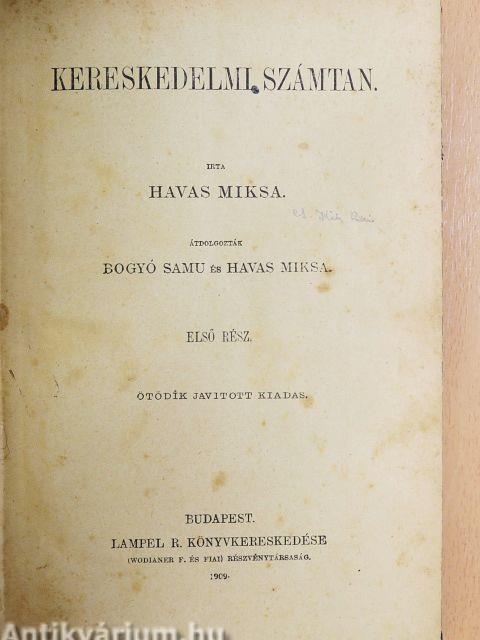 KERESKEDELMI SZÁMTAN.
IRTA
HAVAS MIKSA.
ÁTDOLGOZTÁK
BOGYÓ SAMU ÉS HAVAS MIKSA.
ELSŐ RÉSZ.
ÖTÖDIK JAVITOTT KIADAS.
BUDAPEST.
LAMPEL R. KÖNYVKERESKEDÉSE
(WODIANER F. ÉS FIAI) RÉSZVÉNYTÁRSASÁG.
1909.
Antikvárium.hu